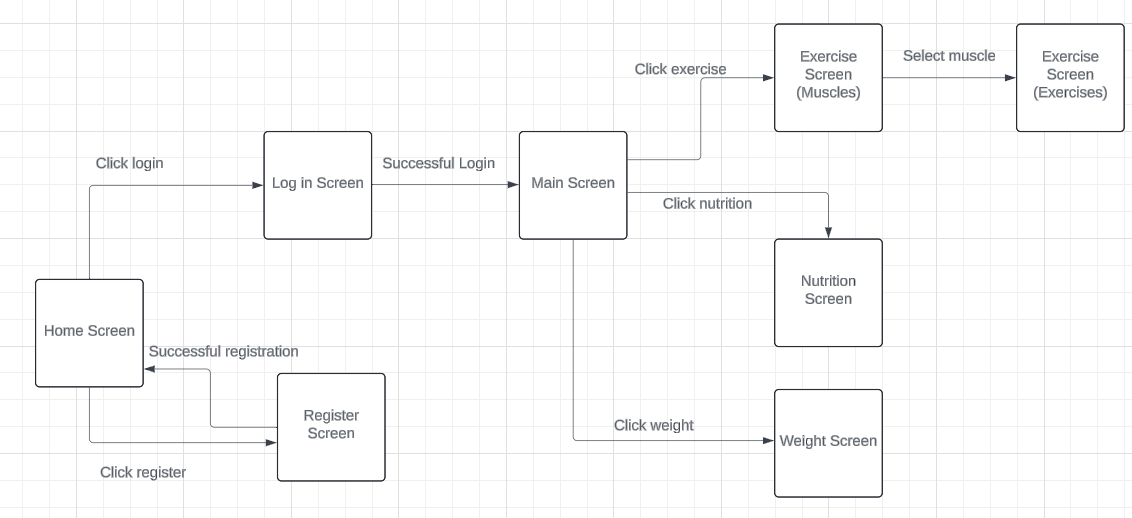 Exercise
Screen
(Muscles)
Select muscle
Exercise
Screen
(Exercises)
Click exercise
Click login
Log in Screen
Successful Login
Main Screen
Click nutrition
Nutrition
Screen
Home Screen
Successful registration
Register
Screen
Click register
Click weight
Weight Screen